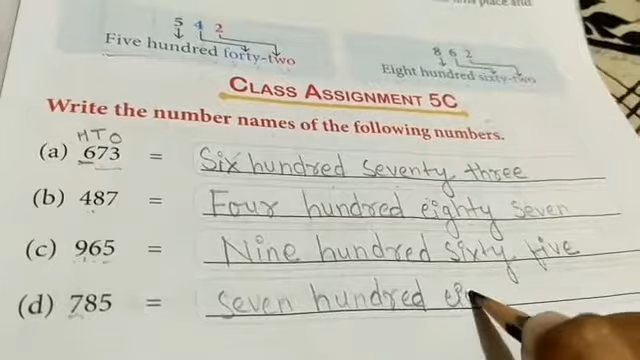 place and
5 4 2
Five hundred forty-two
8 6 2
Eight hundred sixty-two
CLASS ASSIGNMENT 5C
Write the number names of the following numbers.
H T O
(a) 673 = Six hundred seventy three
(b) 487 = Four hundred eighty seven
(c) 965 = Nine hundred sixty five
(d) 785 = seven hundred